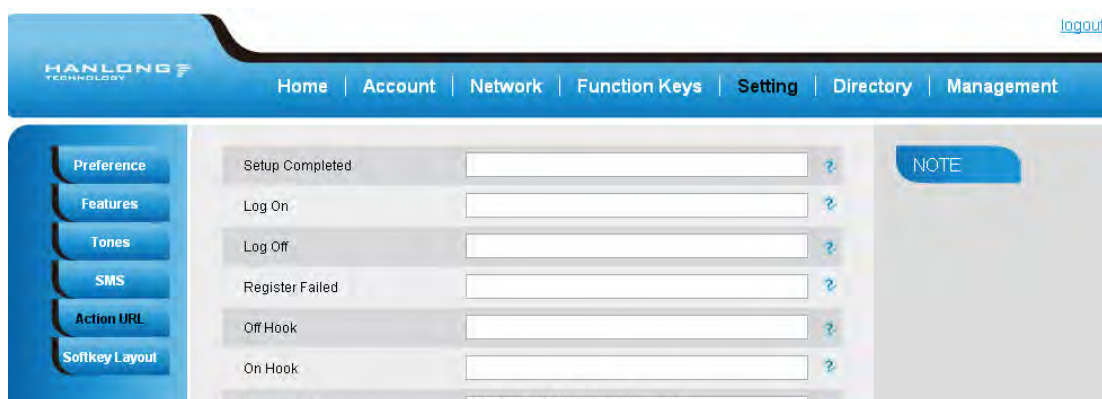 logout
HANLONG
TECHNOLOGY
Home | Account | Network | Function Keys | Setting | Directory | Management
Preference
Features
Tones
SMS
Action URL
Softkey Layout
Setup Completed ?
Log On ?
Log Off ?
Register Failed ?
Off Hook ?
On Hook ?
NOTE